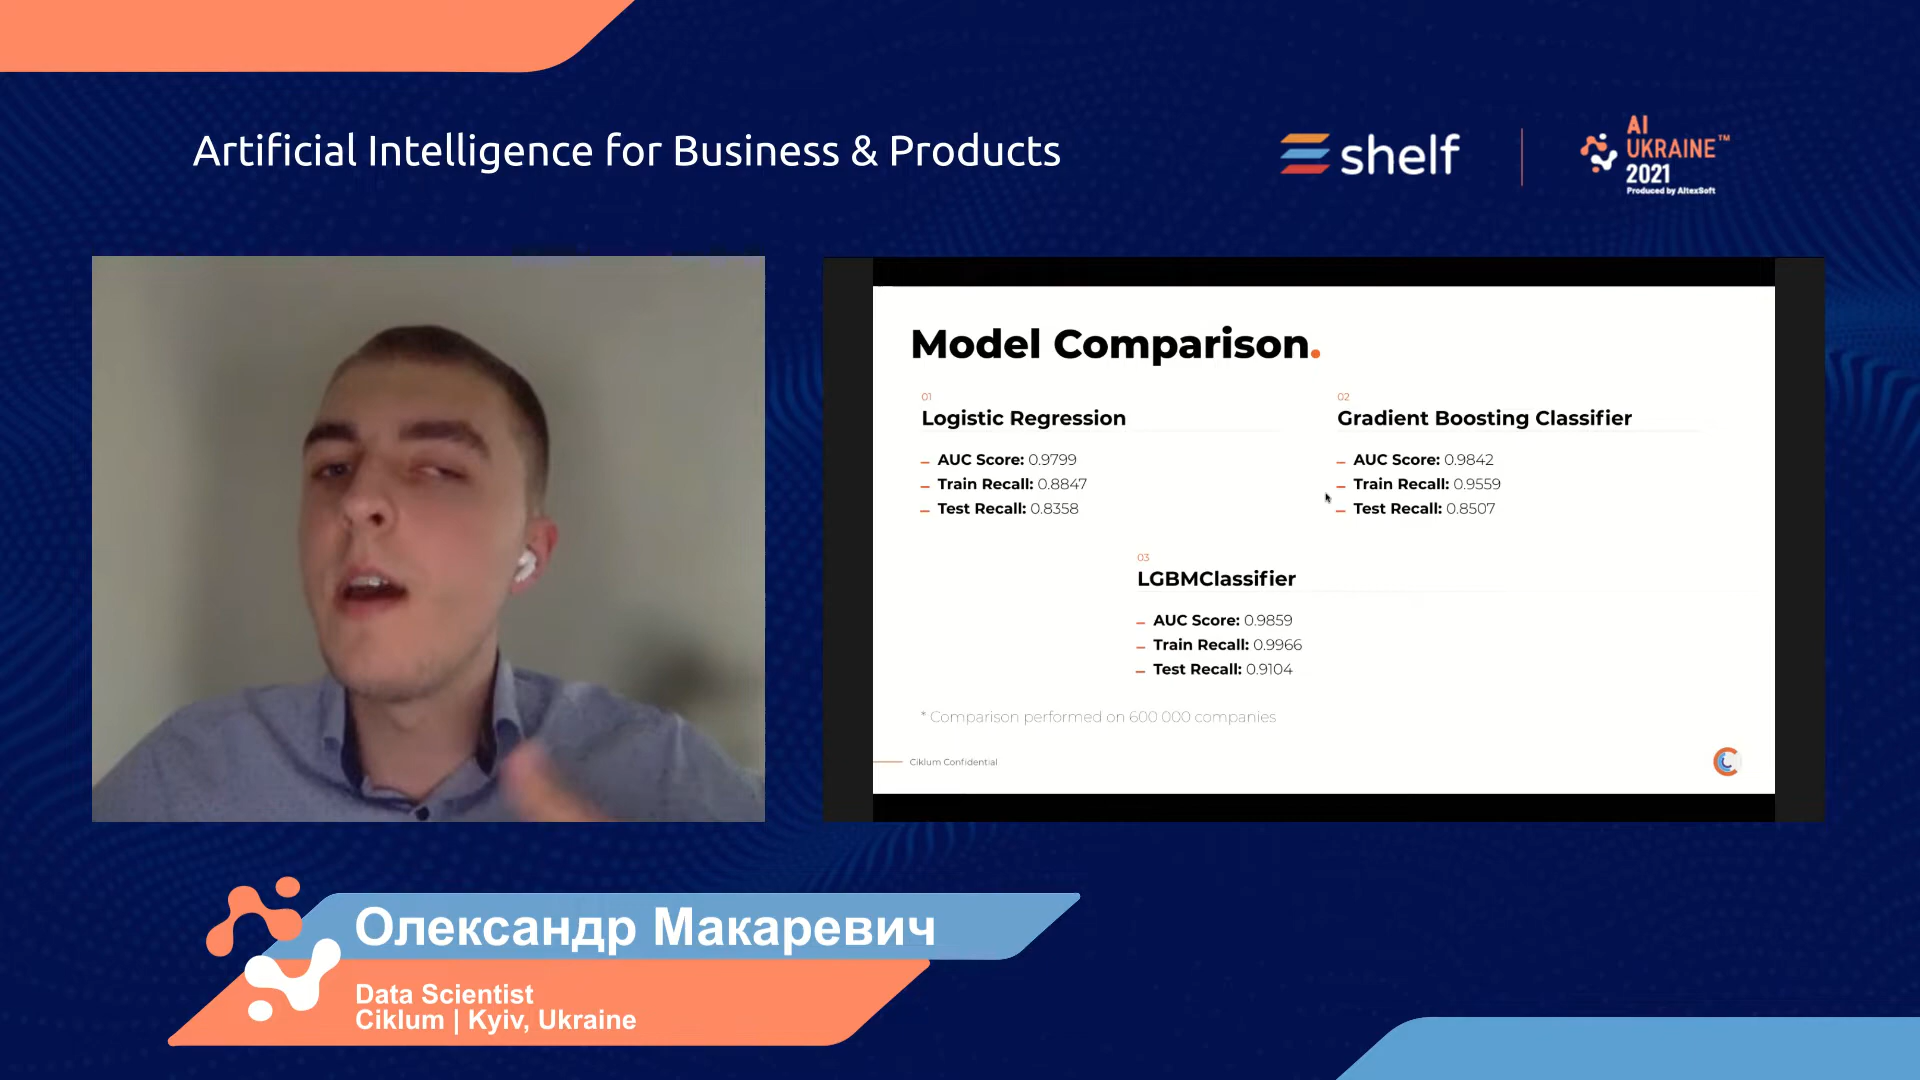 Artificial Intelligence for Business & Products
shelf
AI
UKRAINE™
2021
Produced by AltexSoft
Model Comparison.
01
Logistic Regression
– AUC Score: 0.9799
– Train Recall: 0.8847
– Test Recall: 0.8358
02
Gradient Boosting Classifier
– AUC Score: 0.9842
– Train Recall: 0.9559
– Test Recall: 0.8507
03
LGBMClassifier
– AUC Score: 0.9859
– Train Recall: 0.9966
– Test Recall: 0.9104
* Comparison performed on 600 000 companies
Ciklum Confidential
Олександр Макаревич
Data Scientist
Ciklum | Kyiv, Ukraine